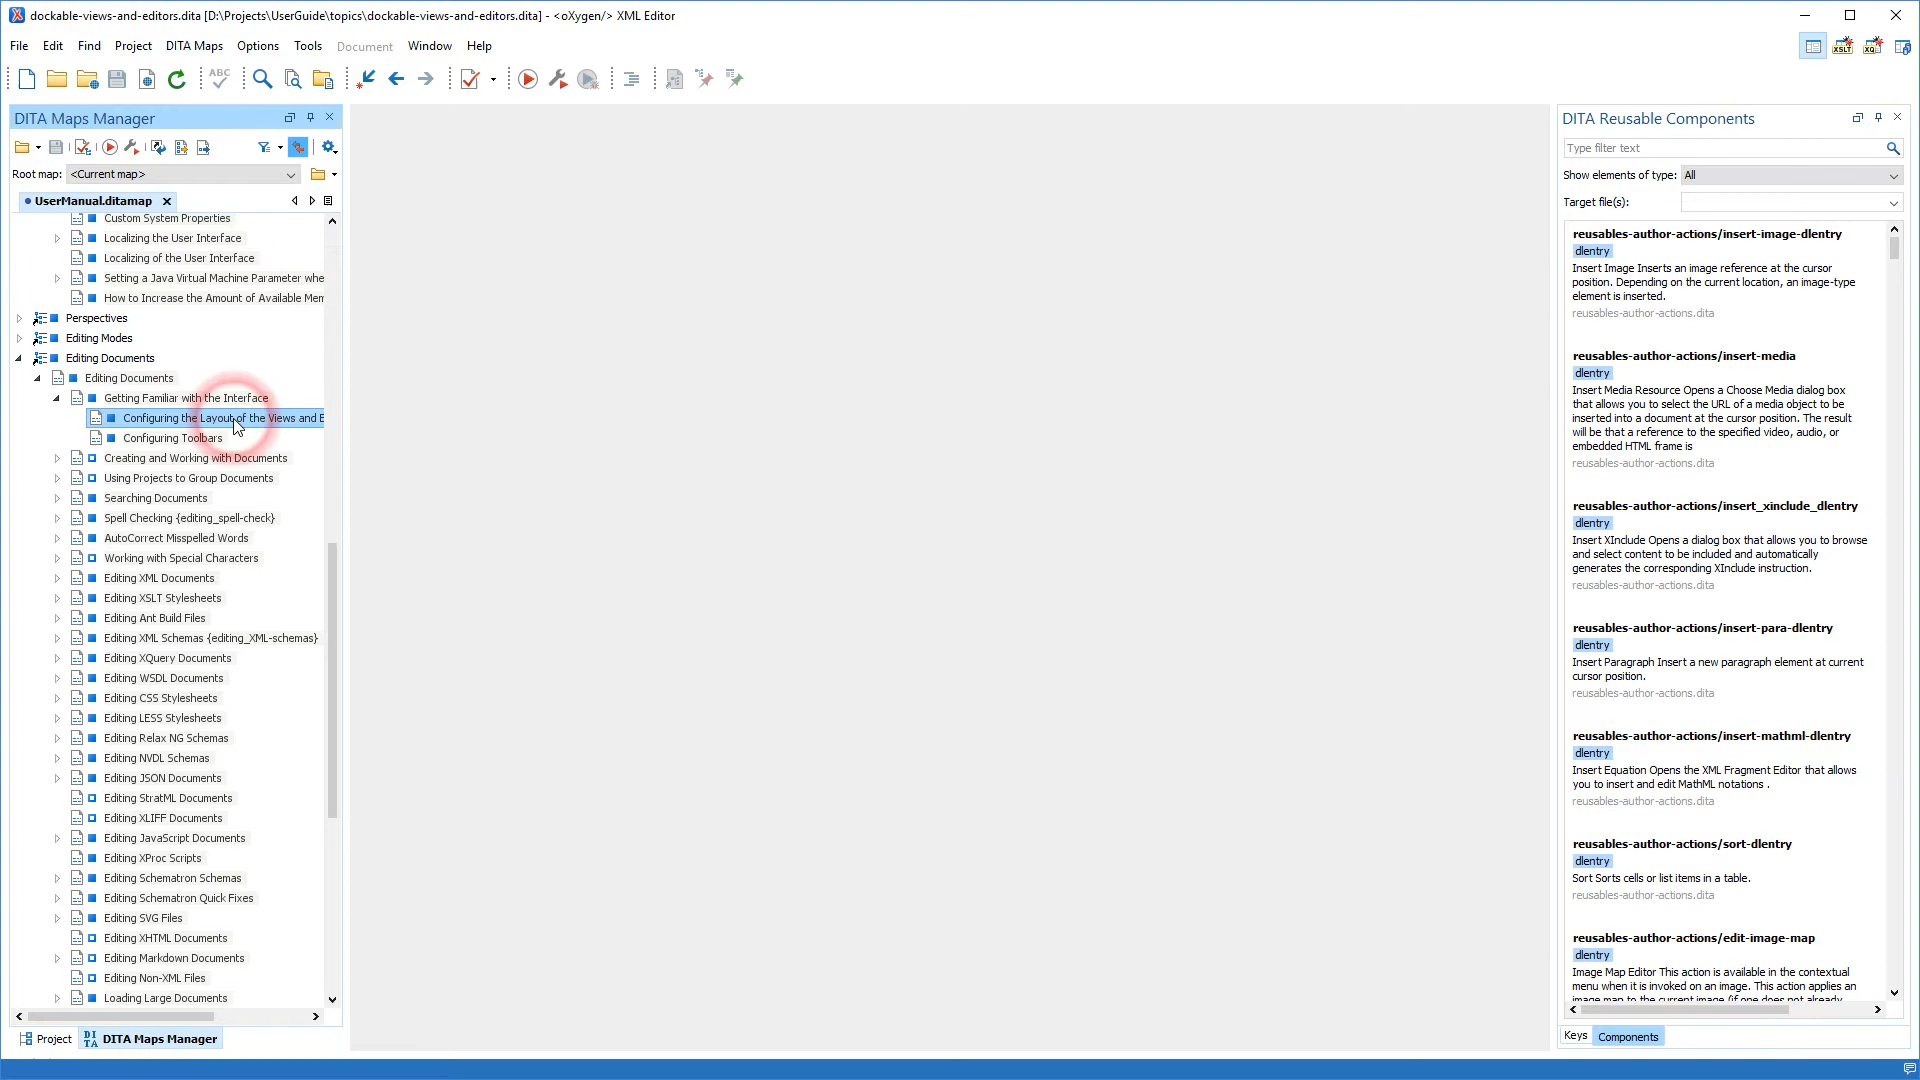 dockable-views-and-editors.dita [D:\Projects\UserGuide\topics\dockable-views-and-editors.dita] - <oXygen/> XML Editor
File Edit Find Project DITA Maps Options Tools Document Window Help
DITA Maps Manager
Root map: <Current map>
UserManual.ditamap
Custom System Properties
Localizing the User Interface
Localizing of the User Interface
Setting a Java Virtual Machine Parameter whe
How to Increase the Amount of Available Mem
Perspectives
Editing Modes
Editing Documents
Editing Documents
Getting Familiar with the Interface
Configuring the Layout of the Views and E
Configuring Toolbars
Creating and Working with Documents
Using Projects to Group Documents
Searching Documents
Spell Checking {editing_spell-check}
AutoCorrect Misspelled Words
Working with Special Characters
Editing XML Documents
Editing XSLT Stylesheets
Editing Ant Build Files
Editing XML Schemas {editing_XML-schemas}
Editing XQuery Documents
Editing WSDL Documents
Editing CSS Stylesheets
Editing LESS Stylesheets
Editing Relax NG Schemas
Editing NVDL Schemas
Editing JSON Documents
Editing StratML Documents
Editing XLIFF Documents
Editing JavaScript Documents
Editing XProc Scripts
Editing Schematron Schemas
Editing Schematron Quick Fixes
Editing SVG Files
Editing XHTML Documents
Editing Markdown Documents
Editing Non-XML Files
Loading Large Documents
Project
DITA Maps Manager
DITA Reusable Components
Type filter text
Show elements of type: All
Target file(s):
reusables-author-actions/insert-image-dlentry
dlentry
Insert Image Inserts an image reference at the cursor
position. Depending on the current location, an image-type
element is inserted.
reusables-author-actions.dita
reusables-author-actions/insert-media
dlentry
Insert Media Resource Opens a Choose Media dialog box
that allows you to select the URL of a media object to be
inserted into a document at the cursor position. The result
will be that a reference to the specified video, audio, or
embedded HTML frame is
reusables-author-actions.dita
reusables-author-actions/insert_xinclude_dlentry
dlentry
Insert XInclude Opens a dialog box that allows you to browse
and select content to be included and automatically
generates the corresponding XInclude instruction.
reusables-author-actions.dita
reusables-author-actions/insert-para-dlentry
dlentry
Insert Paragraph Insert a new paragraph element at current
cursor position.
reusables-author-actions.dita
reusables-author-actions/insert-mathml-dlentry
dlentry
Insert Equation Opens the XML Fragment Editor that allows
you to insert and edit MathML notations .
reusables-author-actions.dita
reusables-author-actions/sort-dlentry
dlentry
Sort Sorts cells or list items in a table.
reusables-author-actions.dita
reusables-author-actions/edit-image-map
dlentry
Image Map Editor This action is available in the contextual
menu when it is invoked on an image. This action applies an
image map to the current image (if one does not already
Keys
Components